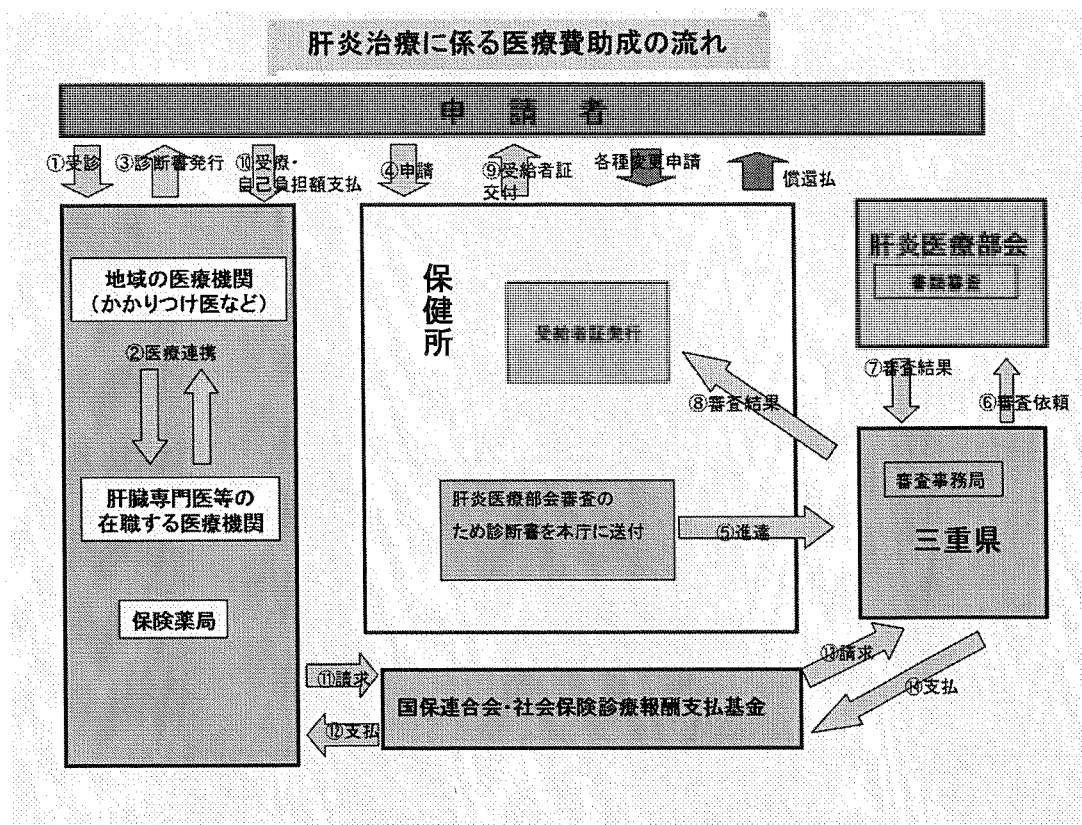 肝炎治療に係る医療費助成の流れ
申 請 者
①受診
③診断書発行
⑩受療・
自己負担額支払
④申請
⑨受給者証
交付
各種変更申請
償還払
地域の医療機関
(かかりつけ医など)
②医療連携
肝臓専門医等の
在職する医療機関
保険薬局
保健所
受給者証発行
肝炎医療部会審査の
ため診断書を本庁に送付
⑤進達
⑧審査結果
肝炎医療部会
⑦審査結果
⑥審査依頼
審査事務局
三重県
⑪請求
⑫支払
国保連合会・社会保険診療報酬支払基金
⑬請求
⑭支払